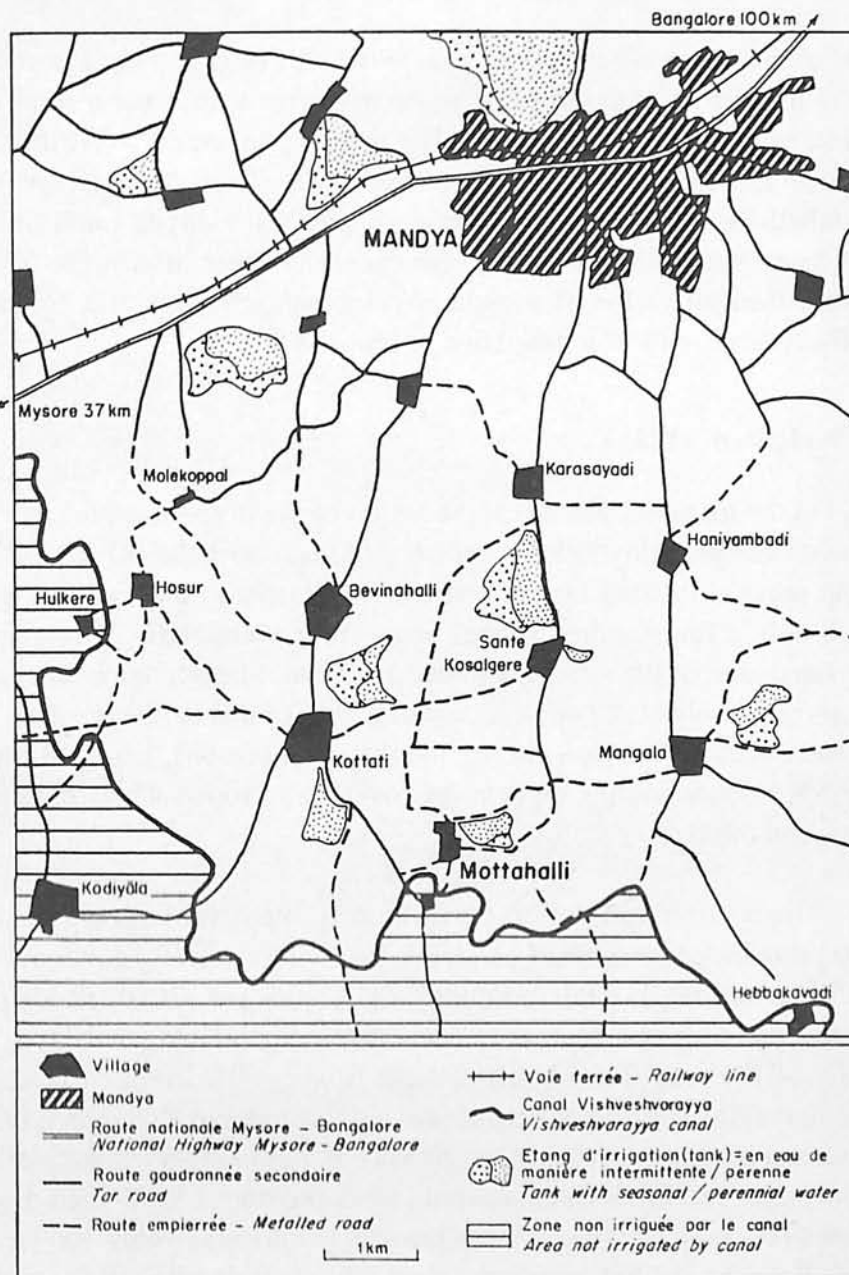 Bangalore 100 km
MANDYA
Mysore 37 km
Molekoppal
Karasayadi
Haniyambadi
Hosur
Hulkere
Bevinahalli
Sante
Kosalgere
Kottati
Mangala
Mottahalli
Kodiyâla
Hebbakavadi
Village
Mandya
Route nationale Mysore – Bangalore
National Highway Mysore – Bangalore
Route goudronnée secondaire
Tar road
Route empierrée – Metalled road
1 km
Voie ferrée – Railway line
Canal Vishveshvarayya
Vishveshvarayya canal
Etang d'irrigation (tank) = en eau de
manière intermittente / pérenne
Tank with seasonal / perennial water
Zone non irriguée par le canal
Area not irrigated by canal